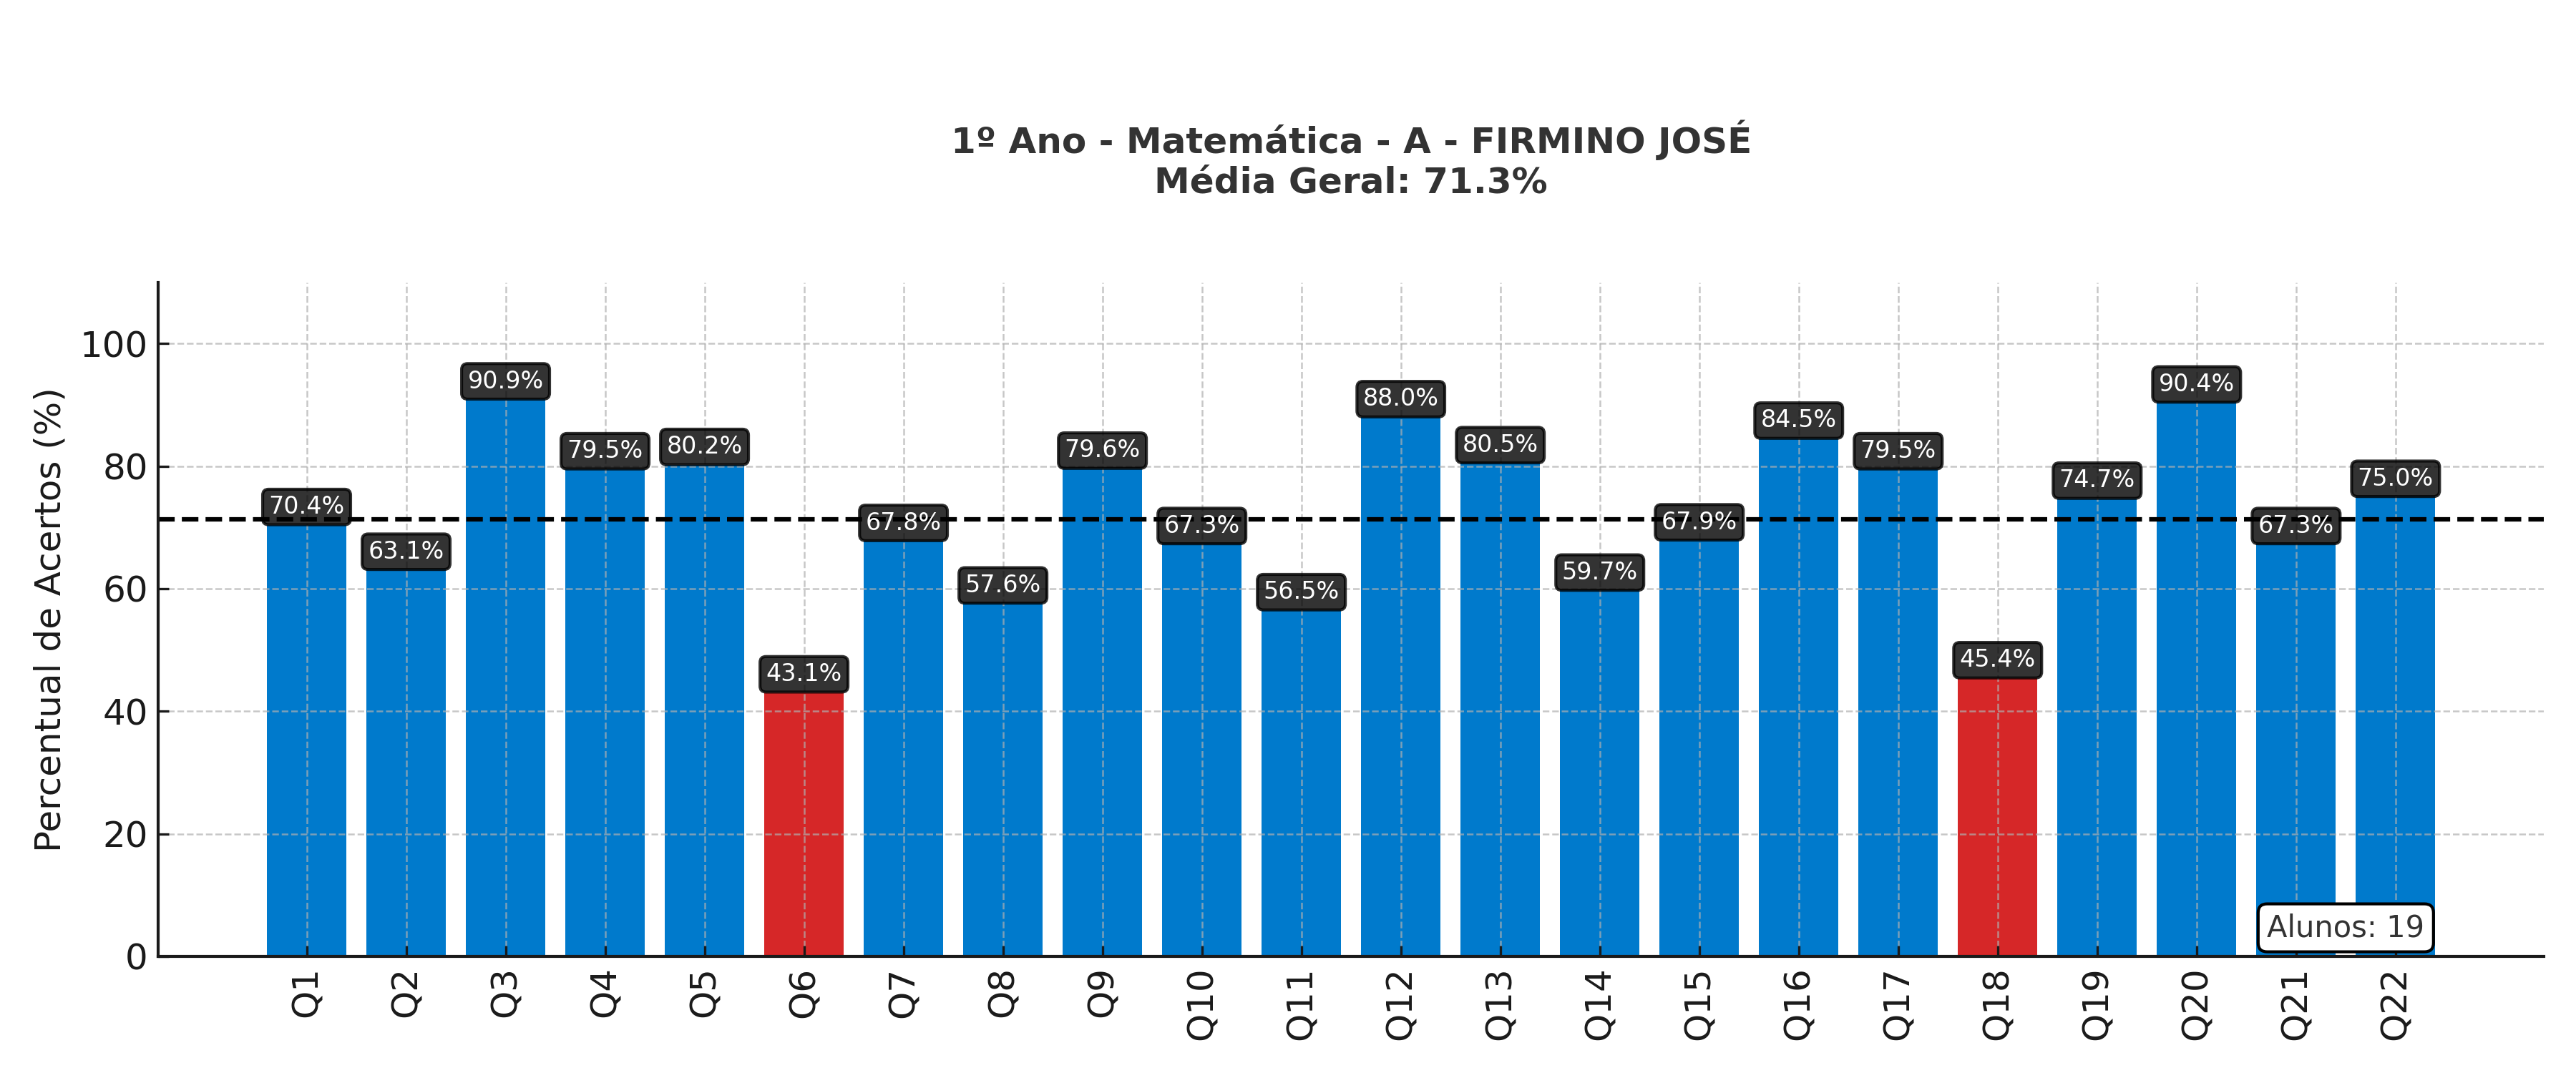 1º Ano - Matemática - A - FIRMINO JOSÉ
Média Geral: 71.3%
Percentual de Acertos (%)
100
80
60
40
20
0
70.4%
63.1%
90.9%
79.5%
80.2%
43.1%
67.8%
57.6%
79.6%
67.3%
56.5%
88.0%
80.5%
59.7%
67.9%
84.5%
79.5%
45.4%
74.7%
90.4%
67.3%
75.0%
Alunos: 19
Q1
Q2
Q3
Q4
Q5
Q6
Q7
Q8
Q9
Q10
Q11
Q12
Q13
Q14
Q15
Q16
Q17
Q18
Q19
Q20
Q21
Q22